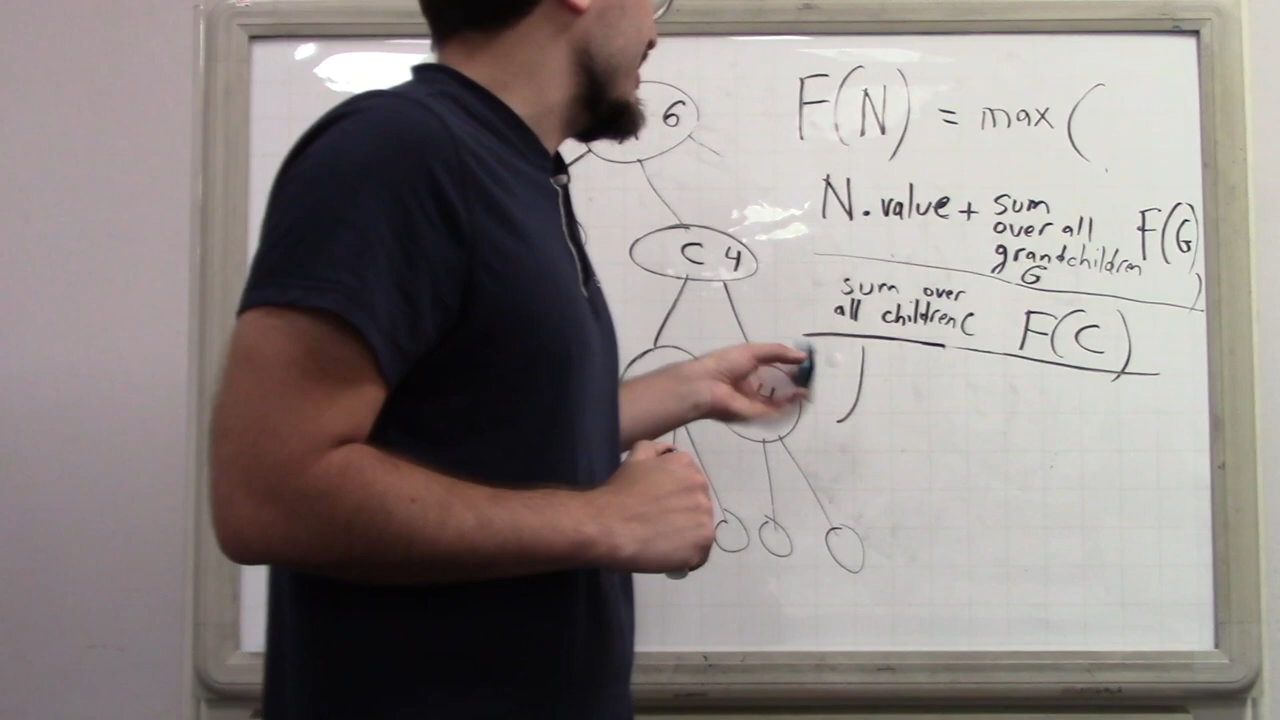 6
F(N) = max (
N.value + sum
over all
grandchildren
G
F(G)
)
C 4
sum over
all children C
F(C)
)